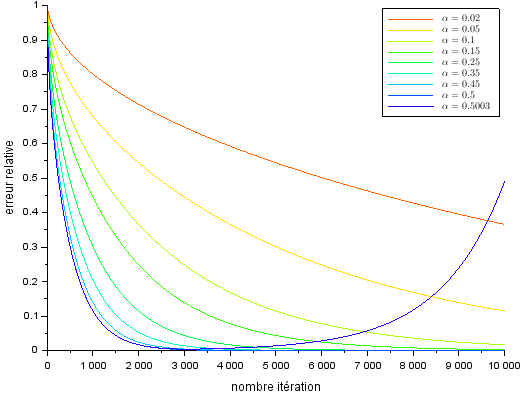 1
0.9
0.8
0.7
0.6
0.5
0.4
0.3
0.2
0.1
0
erreur relative
α = 0.02
α = 0.05
α = 0.1
α = 0.15
α = 0.25
α = 0.35
α = 0.45
α = 0.5
α = 0.5003
0 1 000 2 000 3 000 4 000 5 000 6 000 7 000 8 000 9 000 10 000
nombre itération